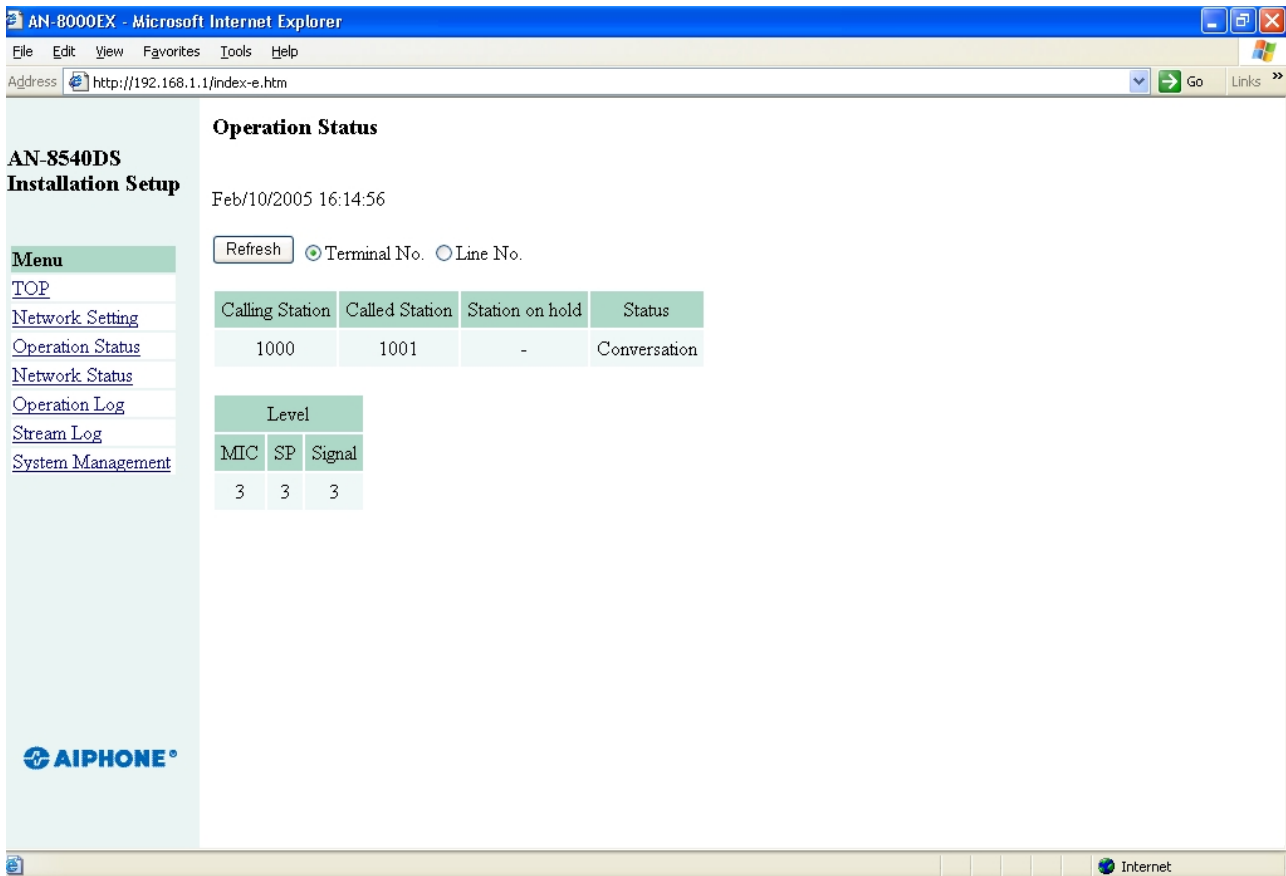 AN-8000EX - Microsoft Internet Explorer
File Edit View Favorites Tools Help
Address http://192.168.1.1/index-e.htm Go Links »
AN-8540DS
Installation Setup
Menu
TOP
Network Setting
Operation Status
Network Status
Operation Log
Stream Log
System Management
AIPHONE®
Operation Status
Feb/10/2005 16:14:56
Refresh Terminal No. Line No.
Calling Station Called Station Station on hold Status
1000 1001 - Conversation
Level
MIC SP Signal
3 3 3
Internet